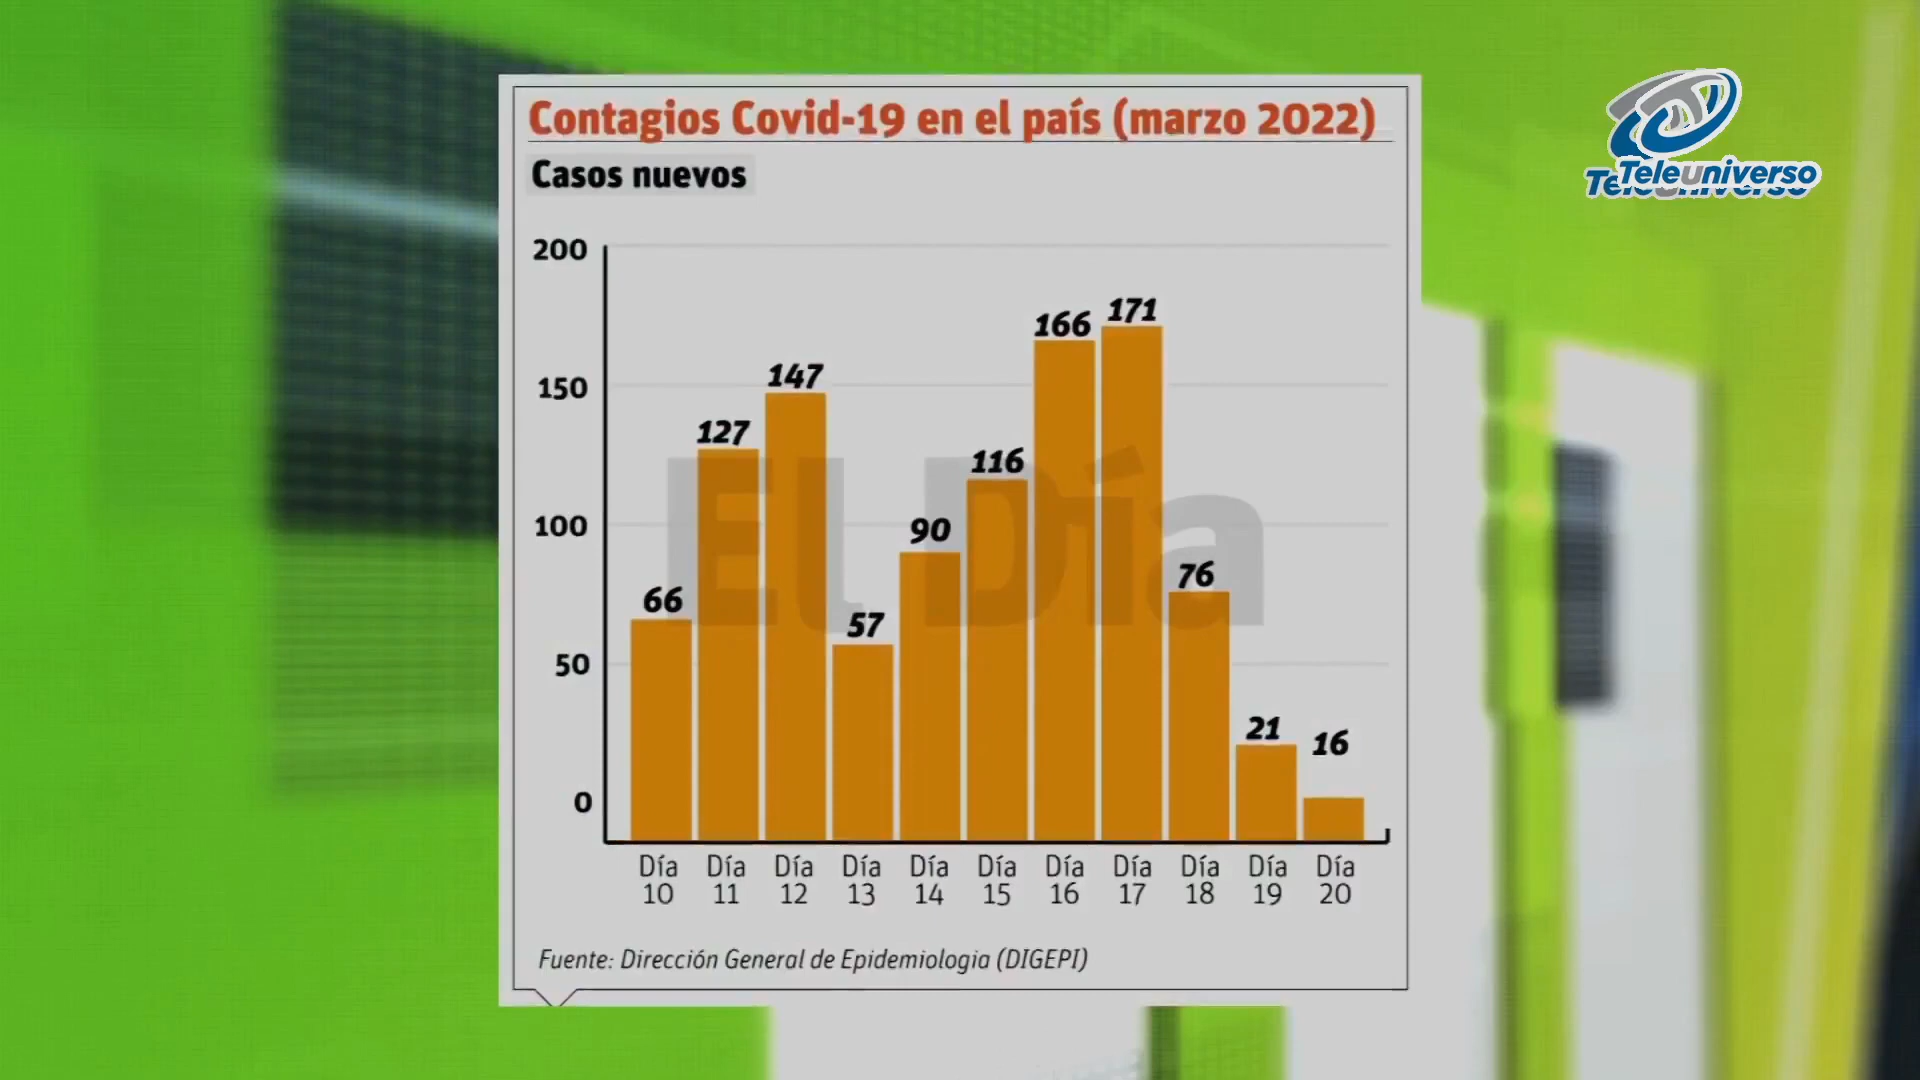 Contagios Covid-19 en el país (marzo 2022)
Casos nuevos
Teleuniverso
Teleuniverso
200
150
100
50
0
66
127
147
57
90
116
166
171
76
21
16
El Día
Día 10
Día 11
Día 12
Día 13
Día 14
Día 15
Día 16
Día 17
Día 18
Día 19
Día 20
Fuente: Dirección General de Epidemiologia (DIGEPI)